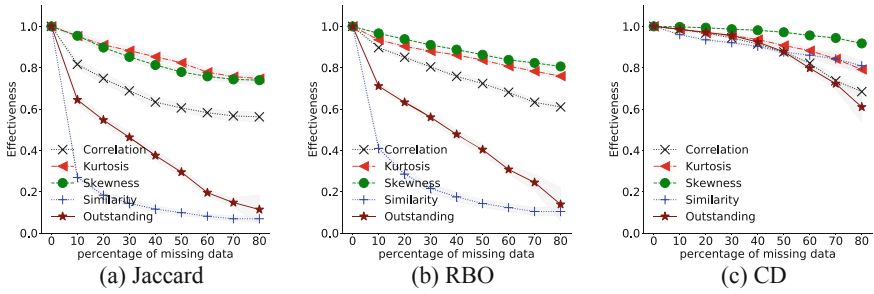 Effectiveness
1.0
0.8
0.6
0.4
0.2
0.0
Correlation
Kurtosis
Skewness
Similarity
Outstanding
0 10 20 30 40 50 60 70 80
percentage of missing data
(a) Jaccard
Effectiveness
1.0
0.8
0.6
0.4
0.2
0.0
Correlation
Kurtosis
Skewness
Similarity
Outstanding
0 10 20 30 40 50 60 70 80
percentage of missing data
(b) RBO
Effectiveness
1.0
0.8
0.6
0.4
0.2
0.0
Correlation
Kurtosis
Skewness
Similarity
Outstanding
0 10 20 30 40 50 60 70 80
percentage of missing data
(c) CD